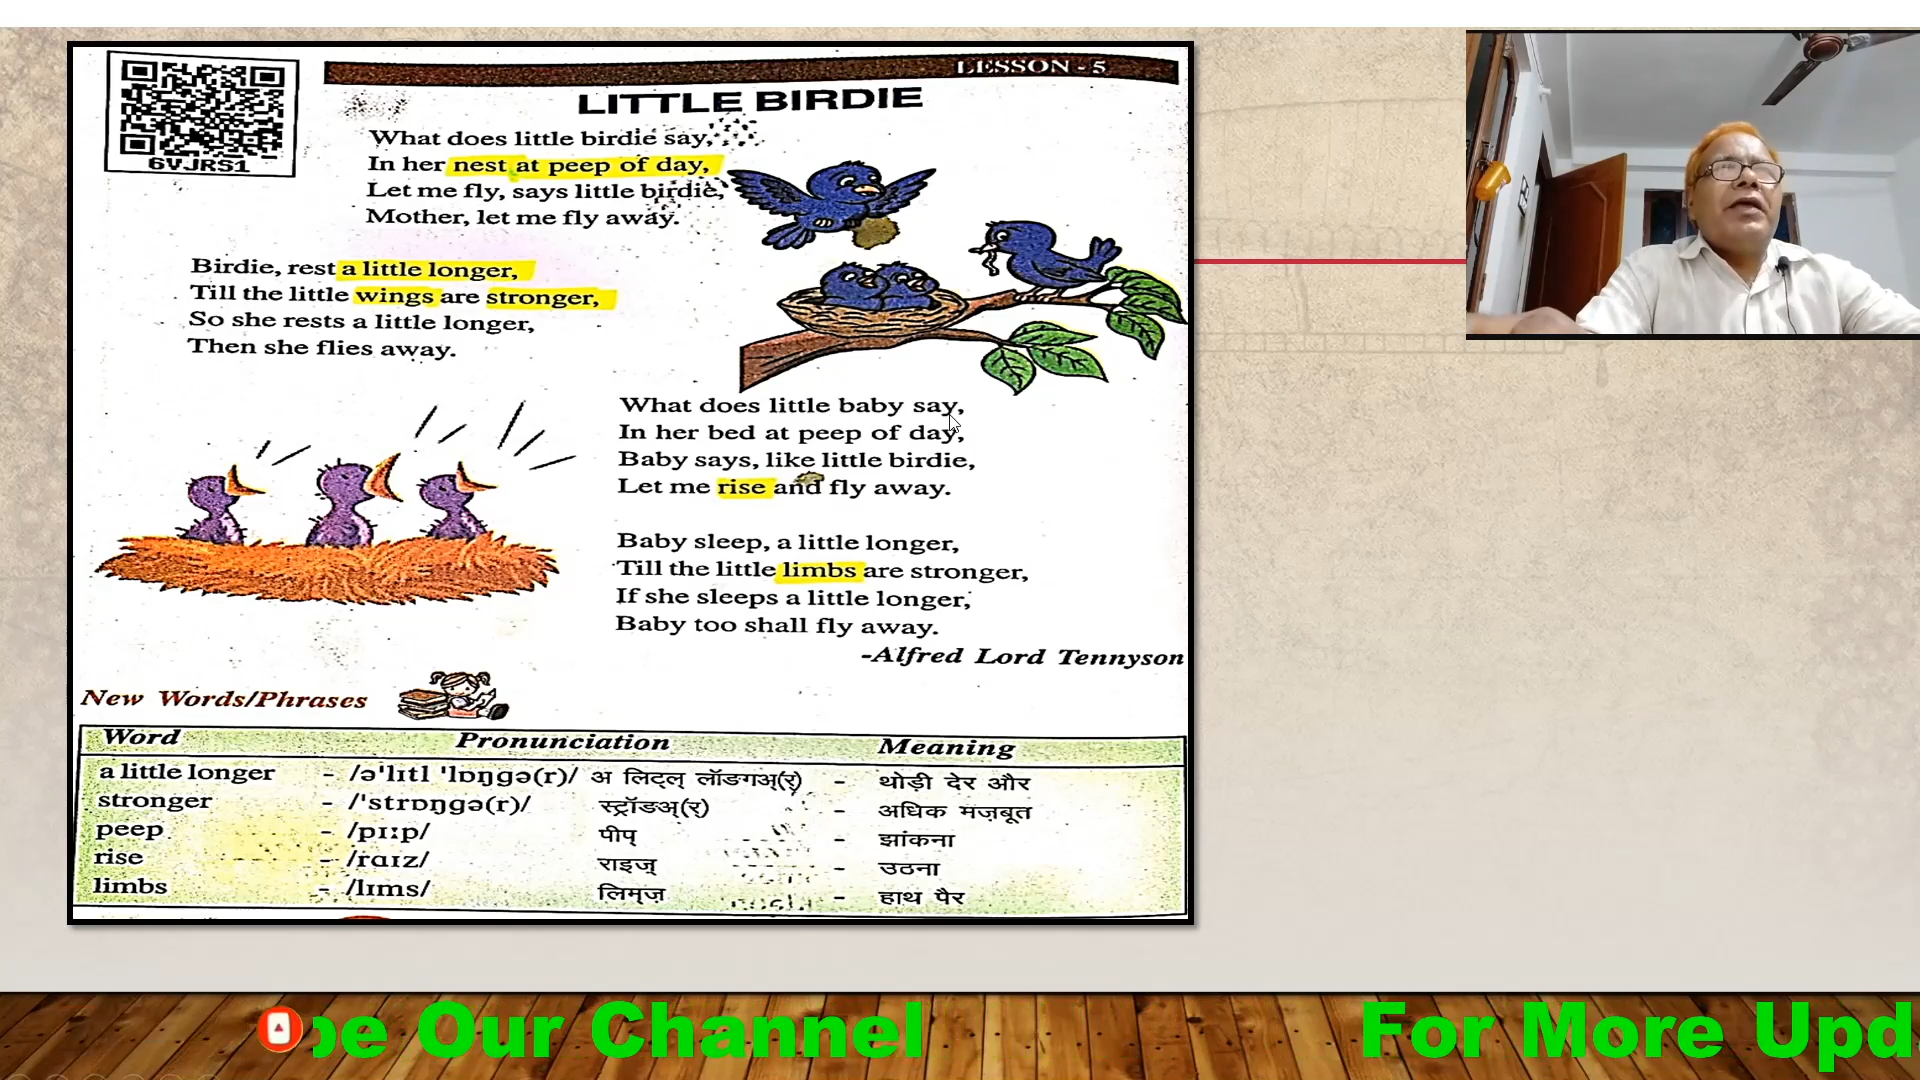 LESSON - 5
LITTLE BIRDIE
6VJRS1
What does little birdie say,
In her nest at peep of day,
Let me fly, says little birdie,
Mother, let me fly away.
Birdie, rest a little longer,
Till the little wings are stronger,
So she rests a little longer,
Then she flies away.
What does little baby say,
In her bed at peep of day,
Baby says, like little birdie,
Let me rise and fly away.
Baby sleep, a little longer,
Till the little limbs are stronger,
If she sleeps a little longer,
Baby too shall fly away.
-Alfred Lord Tennyson
New Words/Phrases
Word Pronunciation Meaning
a little longer - /ə'lıtl 'lɒŋgə(r)/ अ लिट्ल् लॉङगअ(र्) - थोड़ी देर और
stronger - /'strɒŋgə(r)/ स्ट्रॉङअ(र्) - अधिक मज़बूत
peep - /pı:p/ पीप् - झांकना
rise - /raız/ राइज़् - उठना
limbs - /lıms/ लिम्ज़ - हाथ पैर
be Our Channel For More Upd